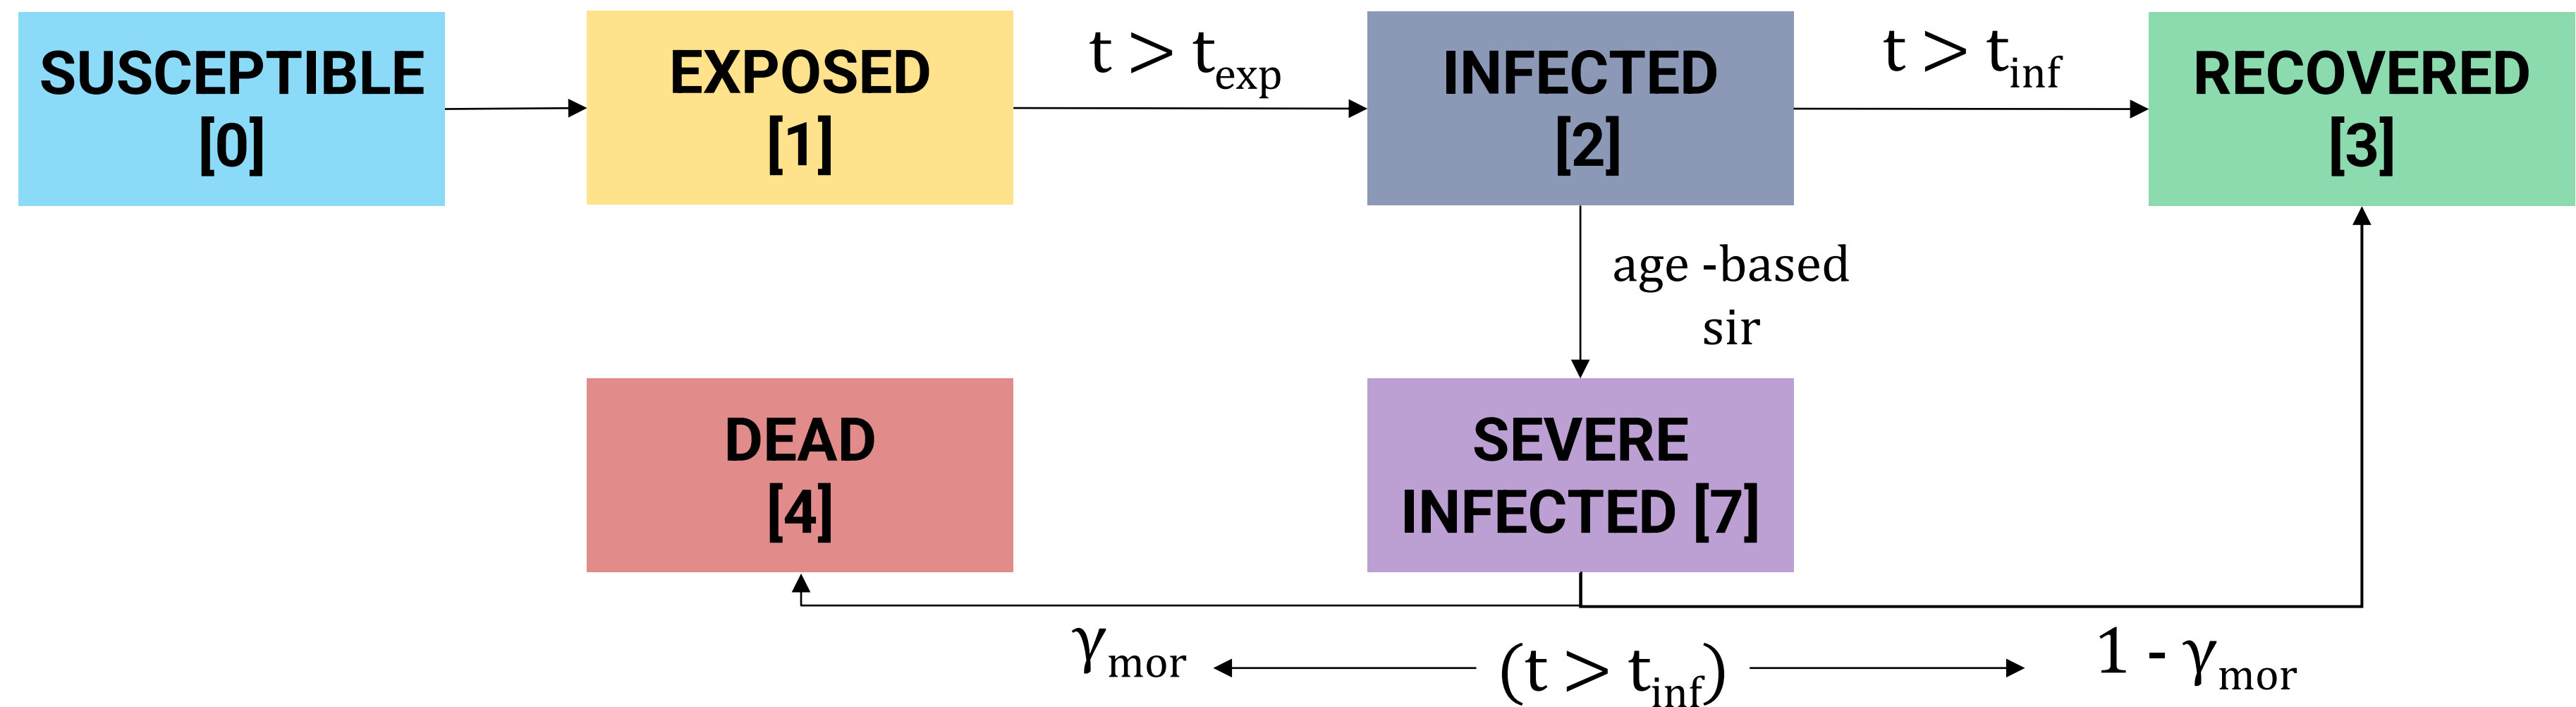 SUSCEPTIBLE
[0]
EXPOSED
[1]
t > t_exp
INFECTED
[2]
t > t_inf
RECOVERED
[3]
age -based
sir
DEAD
[4]
SEVERE
INFECTED [7]
γ_mor
(t > t_inf)
1 - γ_mor